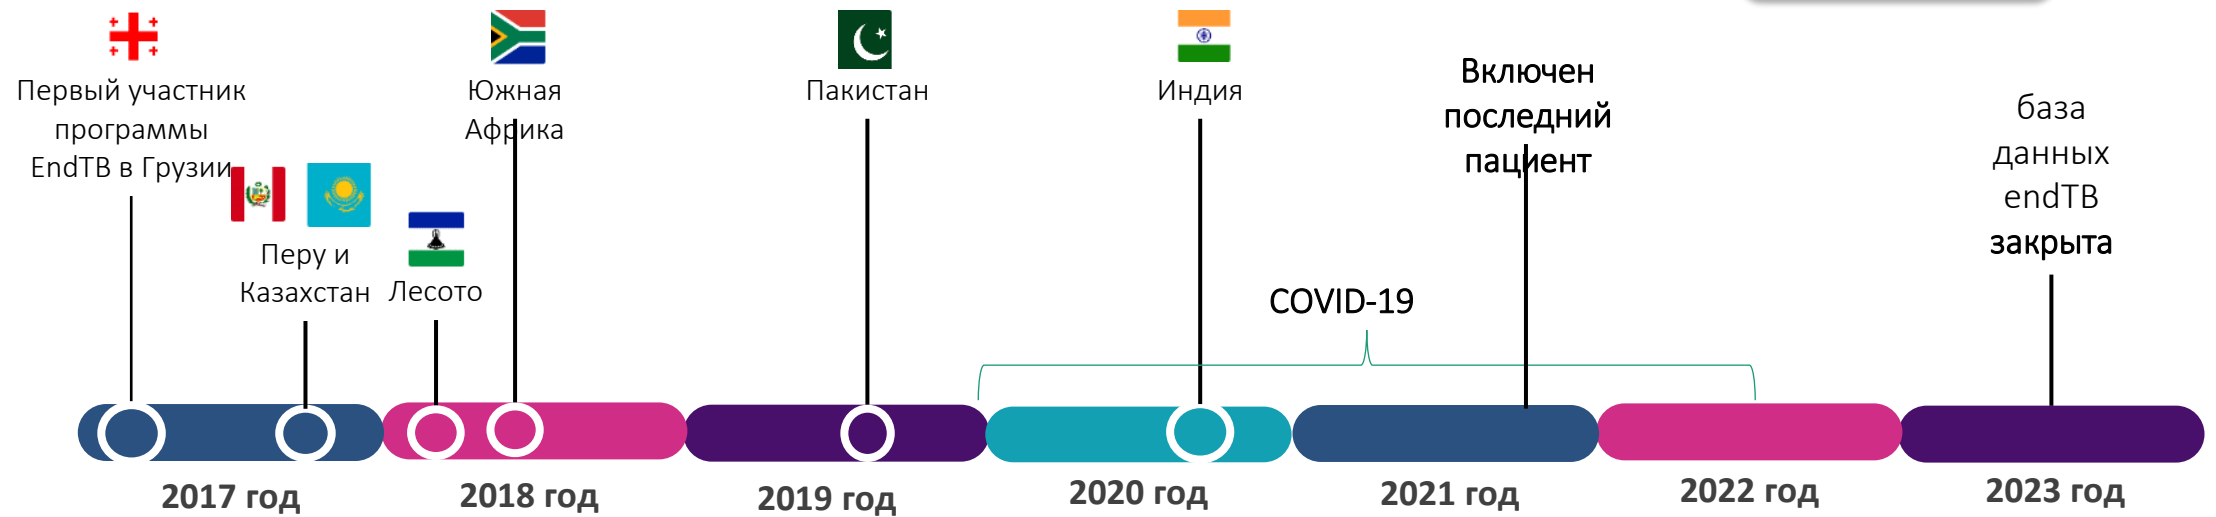 Первый участник
программы
EndTB в Грузии
Перу и
Казахстан
Лесото
Южная
Африка
Пакистан
Индия
COVID-19
Включен
последний
пациент
база
данных
endTB
закрыта
2017 год
2018 год
2019 год
2020 год
2021 год
2022 год
2023 год